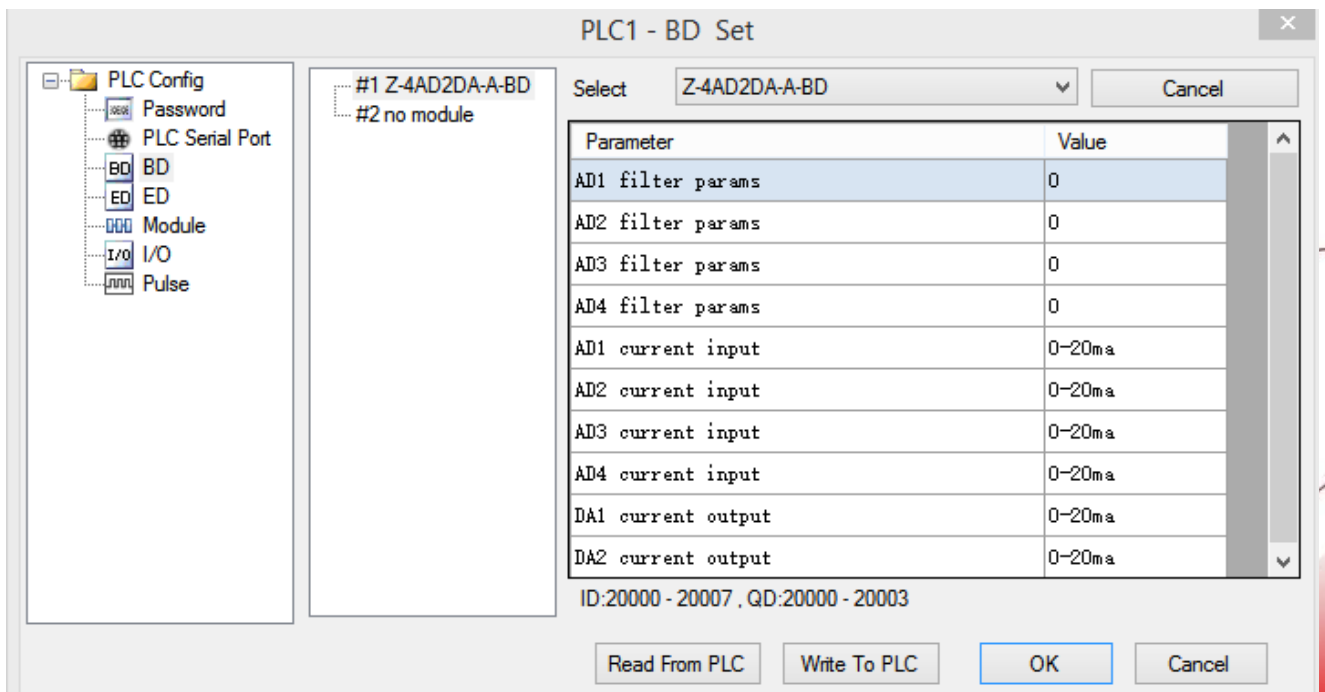 PLC1 - BD Set
PLC Config
Password
PLC Serial Port
BD BD
ED ED
Module
I/O I/O
Pulse
#1 Z-4AD2DA-A-BD
#2 no module
Select Z-4AD2DA-A-BD Cancel
Parameter Value
AD1 filter params 0
AD2 filter params 0
AD3 filter params 0
AD4 filter params 0
AD1 current input 0-20ma
AD2 current input 0-20ma
AD3 current input 0-20ma
AD4 current input 0-20ma
DA1 current output 0-20ma
DA2 current output 0-20ma
ID:20000 - 20007 , QD:20000 - 20003
Read From PLC Write To PLC OK Cancel